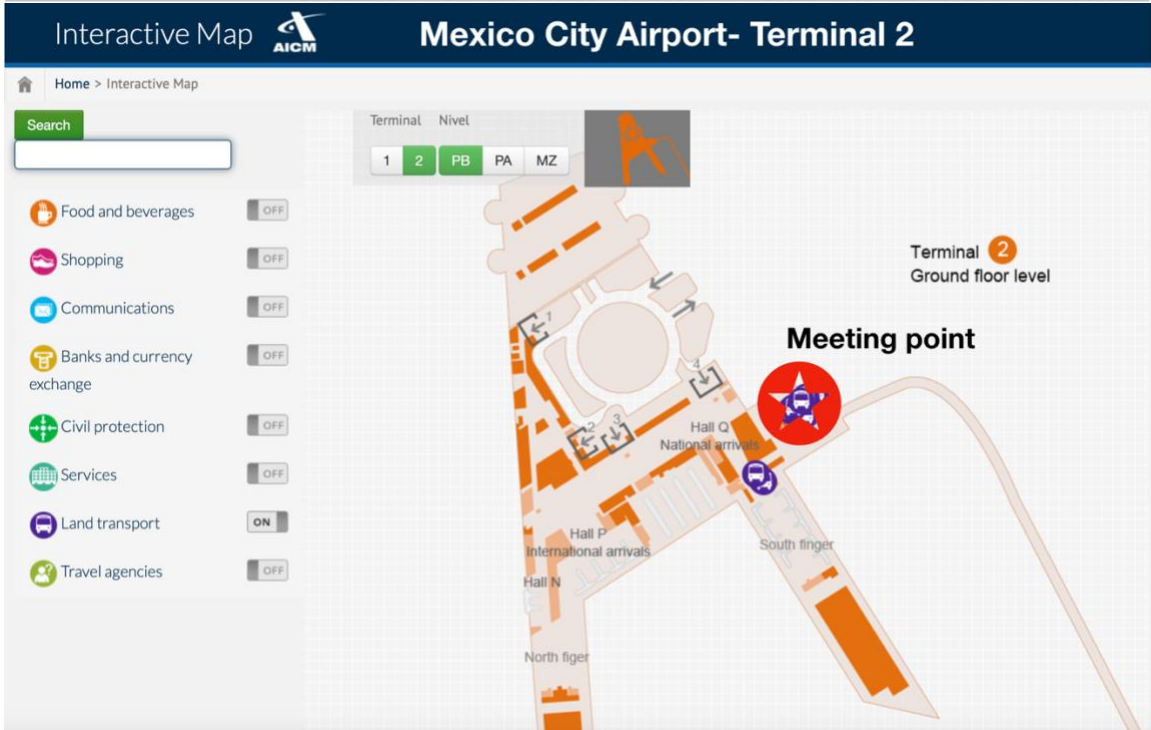 Interactive Map
AICM
Mexico City Airport- Terminal 2
Home > Interactive Map
Search
Terminal Nivel
1 2 PB PA MZ
Food and beverages OFF
Shopping OFF
Communications OFF
Banks and currency
exchange OFF
Civil protection OFF
Services OFF
Land transport ON
Travel agencies OFF
Terminal 2
Ground floor level
Meeting point
1
4
2
3
Hall Q
National arrivals
Hall P
International arrivals
South finger
Hall N
North figer